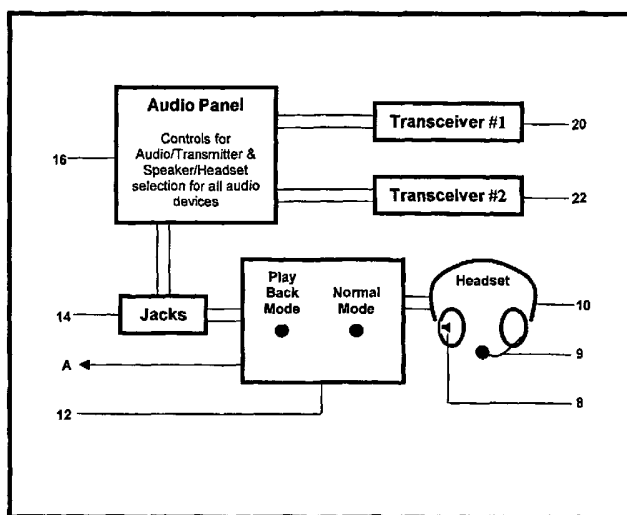 Audio Panel
Controls for
Audio/Transmitter &
Speaker/Headset
selection for all audio
devices
16
Transceiver #1
20
Transceiver #2
22
Play
Back
Mode
Normal
Mode
Headset
10
14
Jacks
9
A
12
8